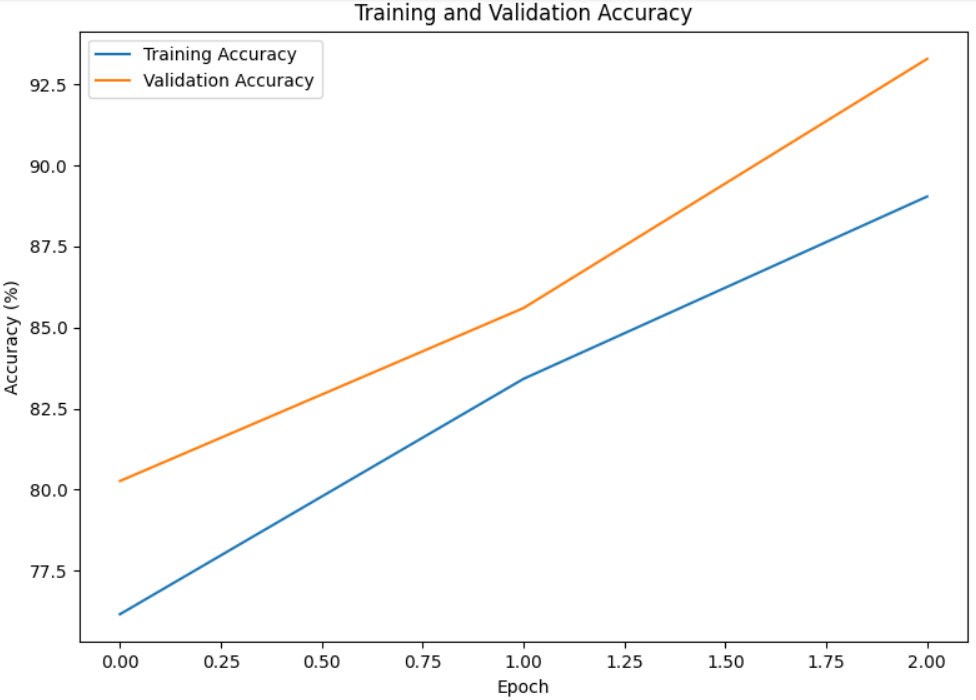 Training and Validation Accuracy
Training Accuracy
Validation Accuracy
92.5
90.0
87.5
85.0
82.5
80.0
77.5
Accuracy (%)
0.00 0.25 0.50 0.75 1.00 1.25 1.50 1.75 2.00
Epoch